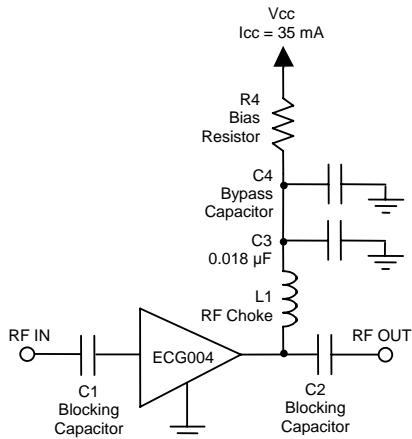 Vcc
Icc = 35 mA
R4
Bias
Resistor
C4
Bypass
Capacitor
C3
0.018 µF
L1
RF Choke
RF IN
RF OUT
ECG004
C1
Blocking
Capacitor
C2
Blocking
Capacitor